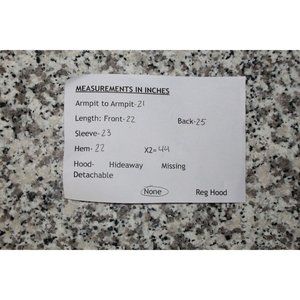 MEASUREMENTS IN INCHES
Armpit to Armpit-21
Length: Front-22 Back-25
Sleeve-23
Hem- 22 X2=44
Hood- Hideaway Missing
Detachable
None Reg Hood